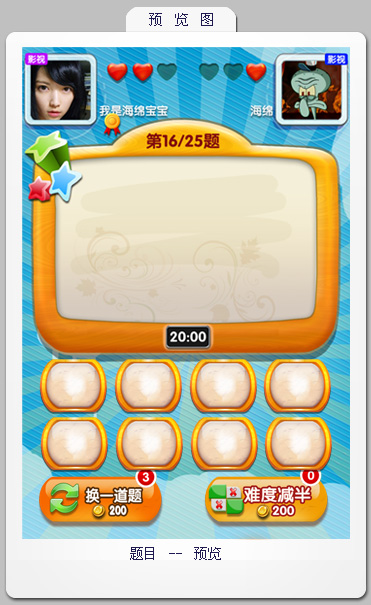 预 览 图
影视
影视
我是海绵宝宝
海绵
第16/25题
20:00
3
0
换一道题
200
难度减半
200
题目 -- 预览